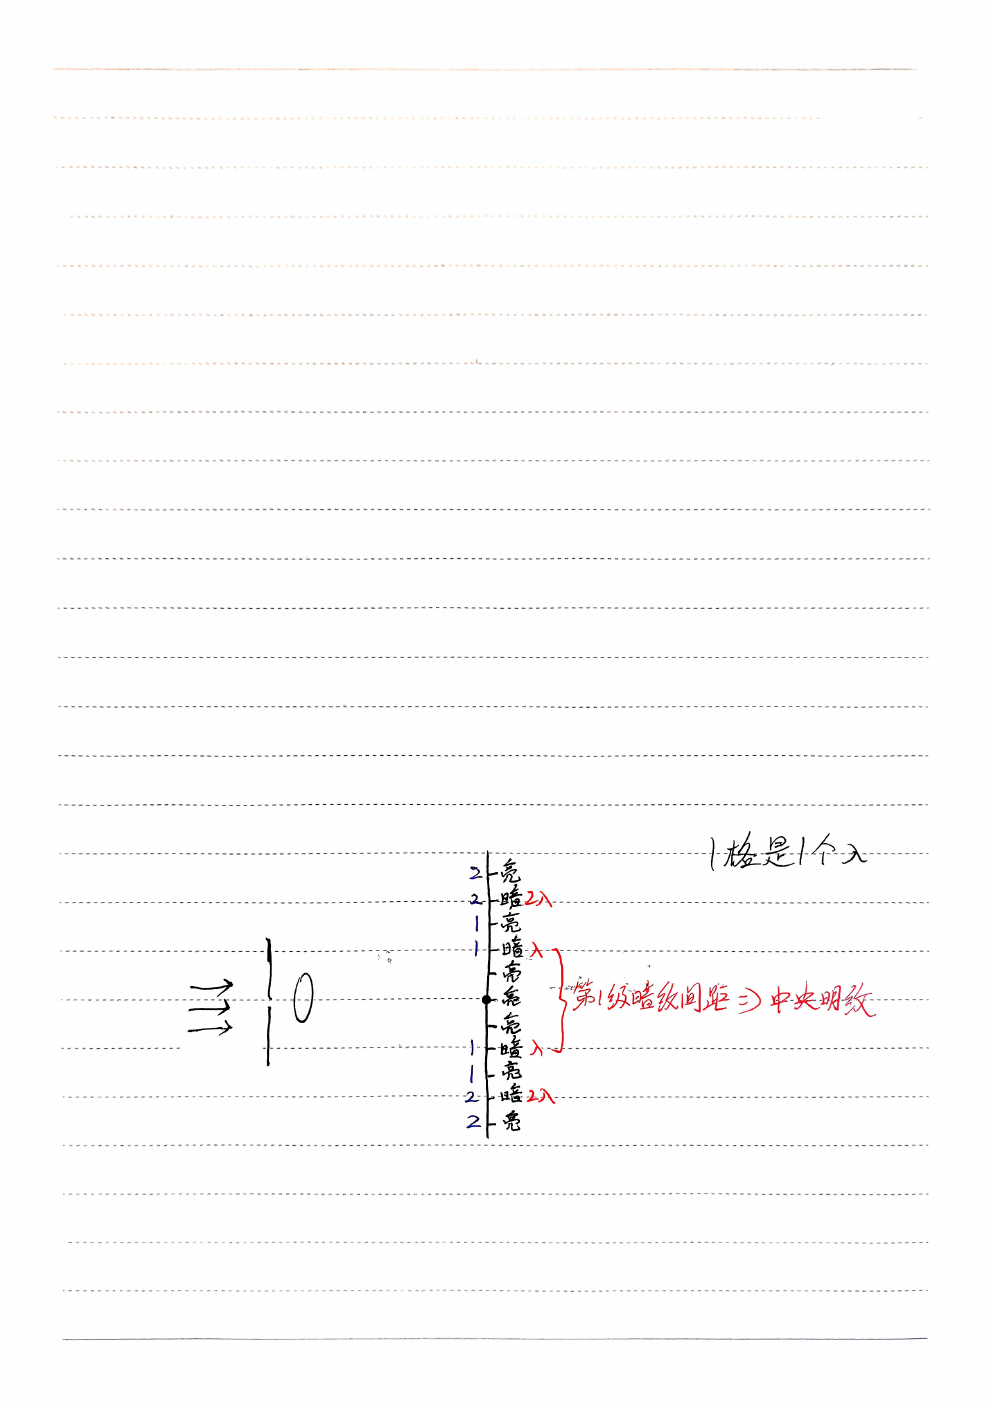 1格是1个λ
2 亮
2 暗 2λ
1 亮
1 暗 λ
亮
亮 第1级暗纹间距 => 中央明纹
亮
1 暗 λ
1 亮
2 暗 2λ
2 亮